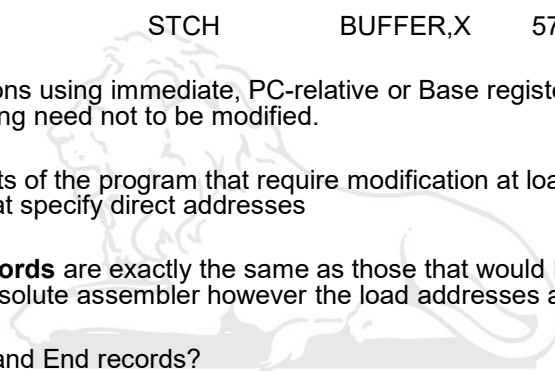 STCH BUFFER,X 57
ons using immediate, PC-relative or Base regist
ng need not to be modified.
ts of the program that require modification at loa
at specify direct addresses
ords are exactly the same as those that would
solute assembler however the load addresses a
and End records?